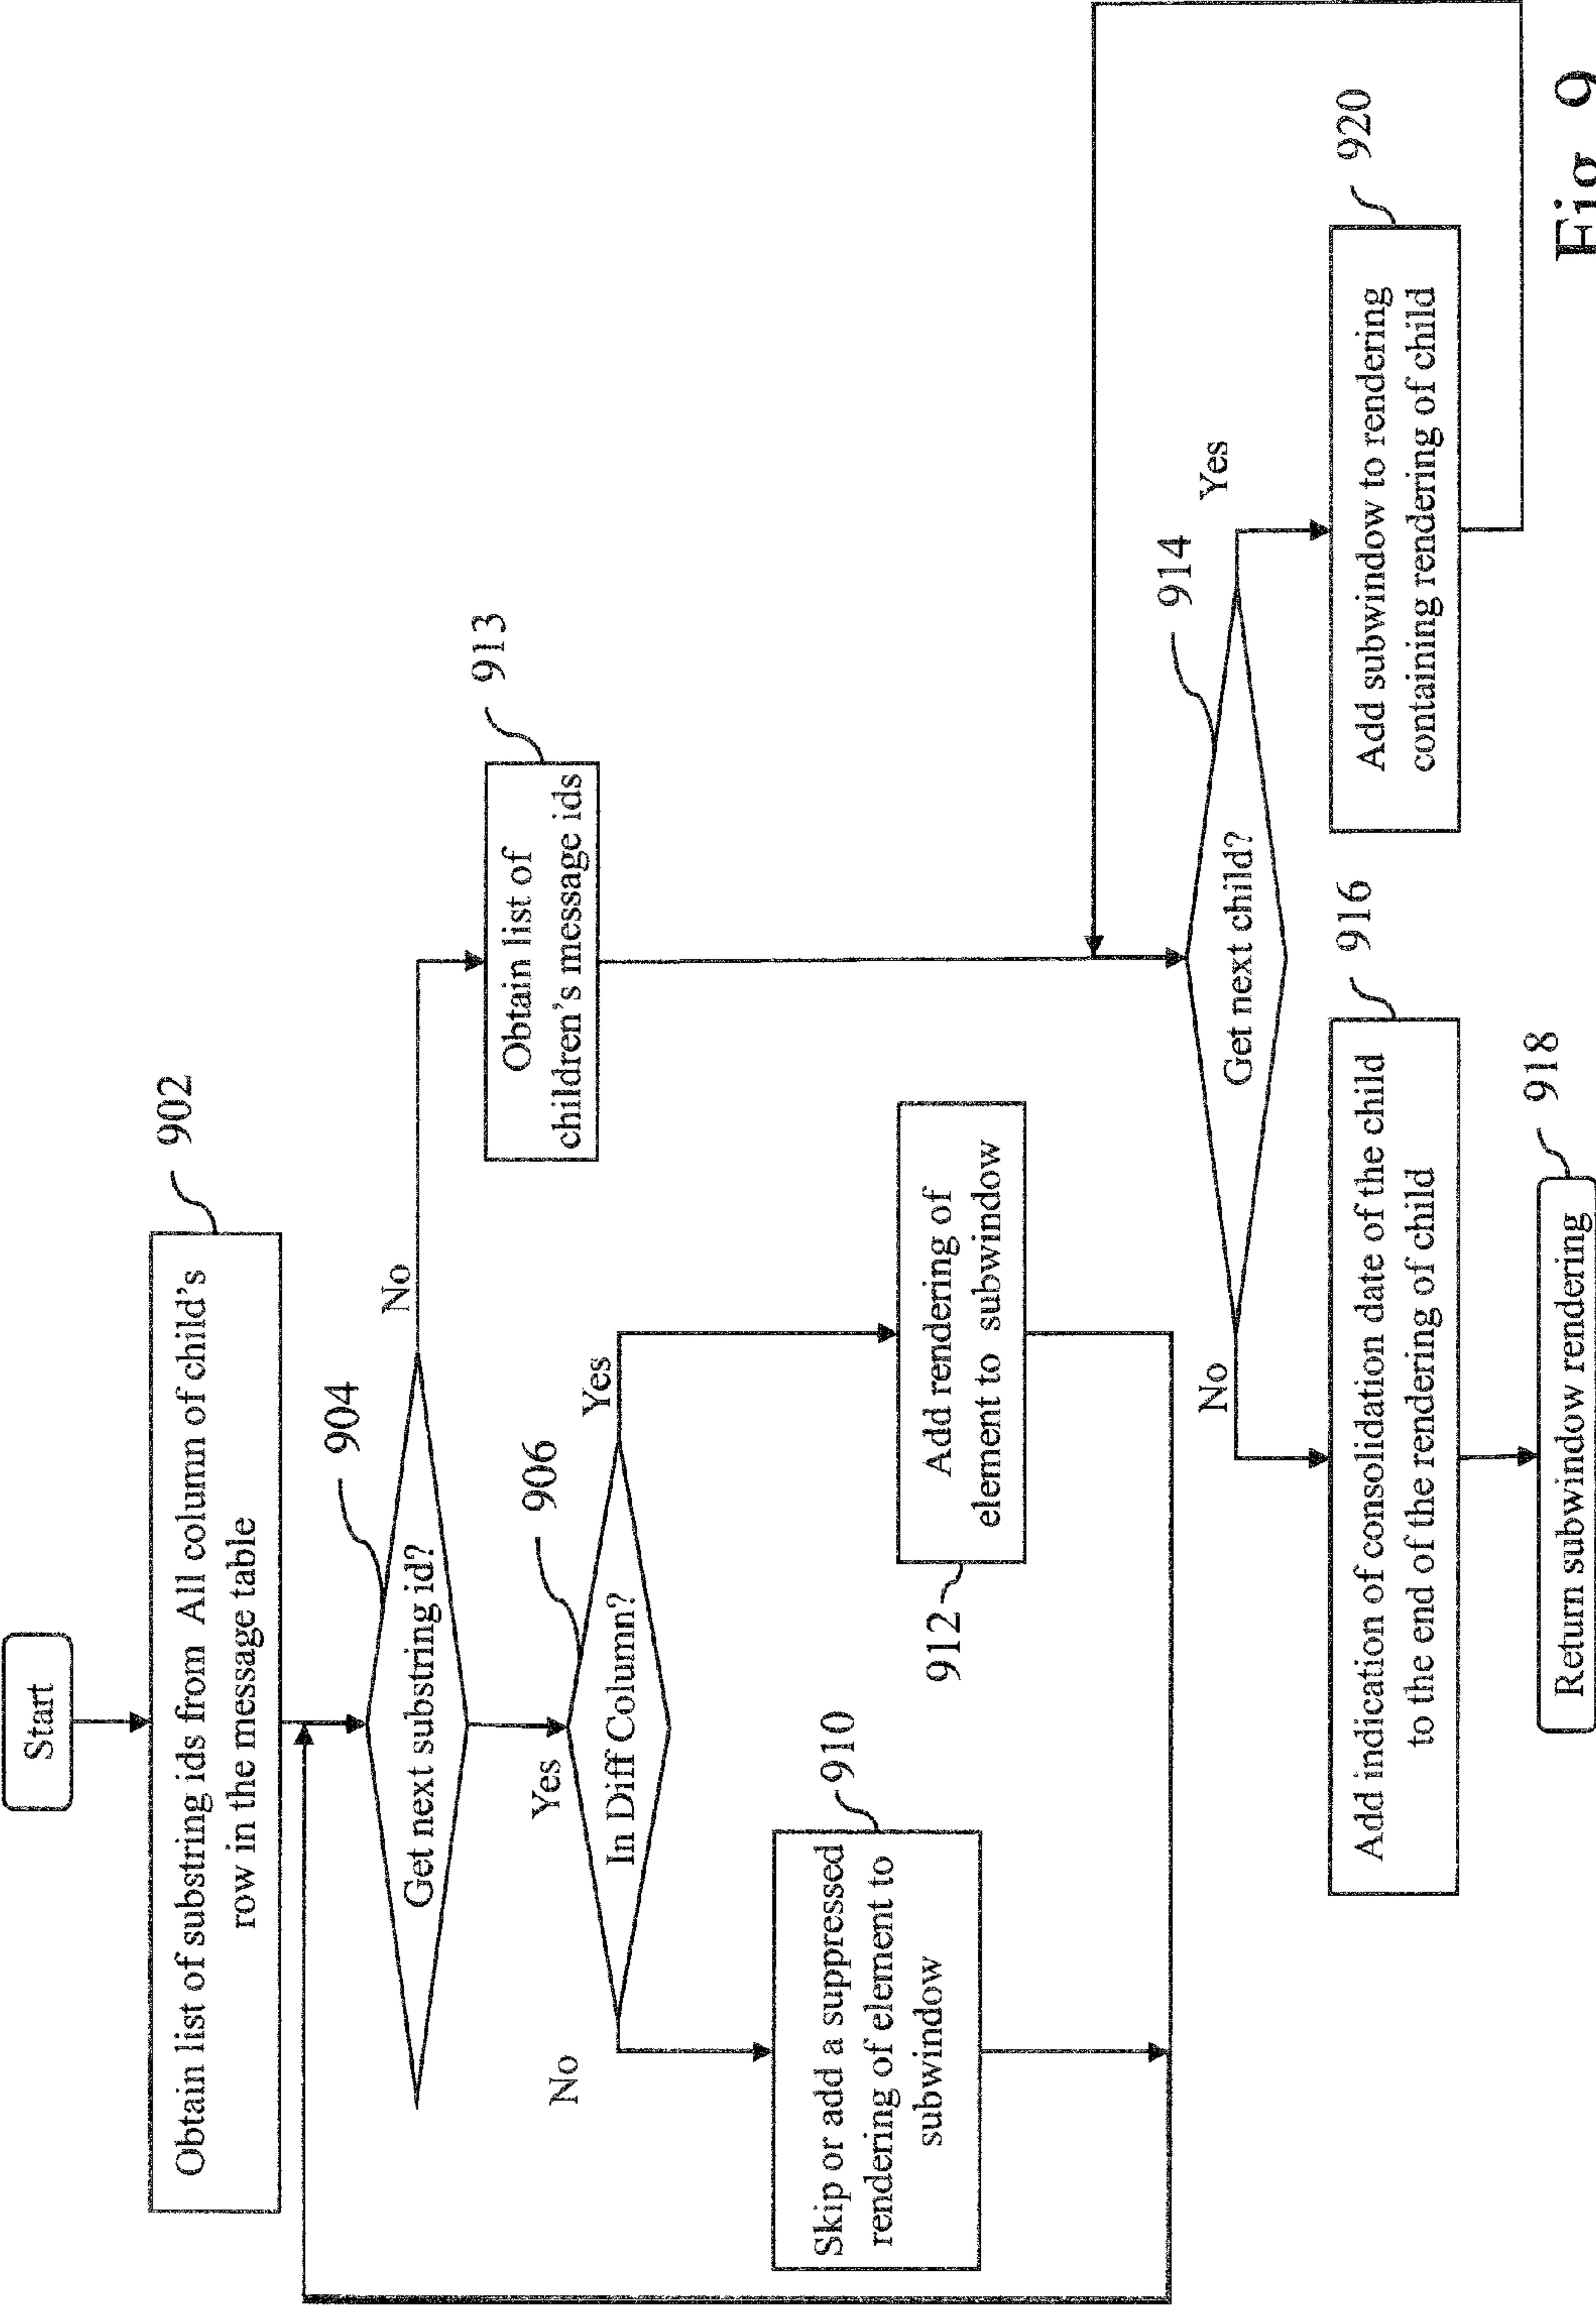 Start
Obtain list of substring ids from All column of child's
row in the message table
902
Get next substring id?
904
No
Yes
In Diff Column?
906
Yes
No
Obtain list of
children's message ids
913
Skip or add a suppressed
rendering of element to
subwindow
910
Add rendering of
element to subwindow
912
Get next child?
914
Yes
No
Add indication of consolidation date of the child
to the end of the rendering of child
916
Add subwindow to rendering
containing rendering of child
920
Return subwindow rendering
918
Fig 9